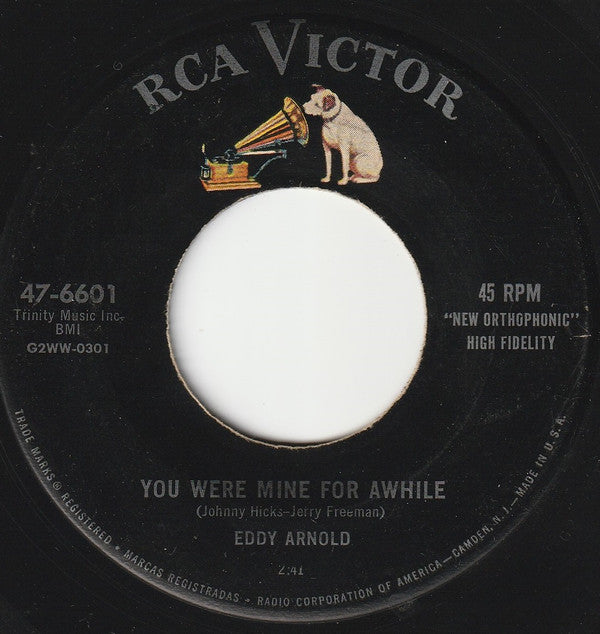 RCA VICTOR
47-6601
Trinity Music Inc.
BMI
G2WW-0301
45 RPM
"NEW ORTHOPHONIC"
HIGH FIDELITY
YOU WERE MINE FOR AWHILE
(Johnny Hicks-Jerry Freeman)
EDDY ARNOLD
2:41
TRADE MARKS ® REGISTERED • MARCAS REGISTRADAS • RADIO CORPORATION OF AMERICA—CAMDEN, N. J.—MADE IN U. S. A.